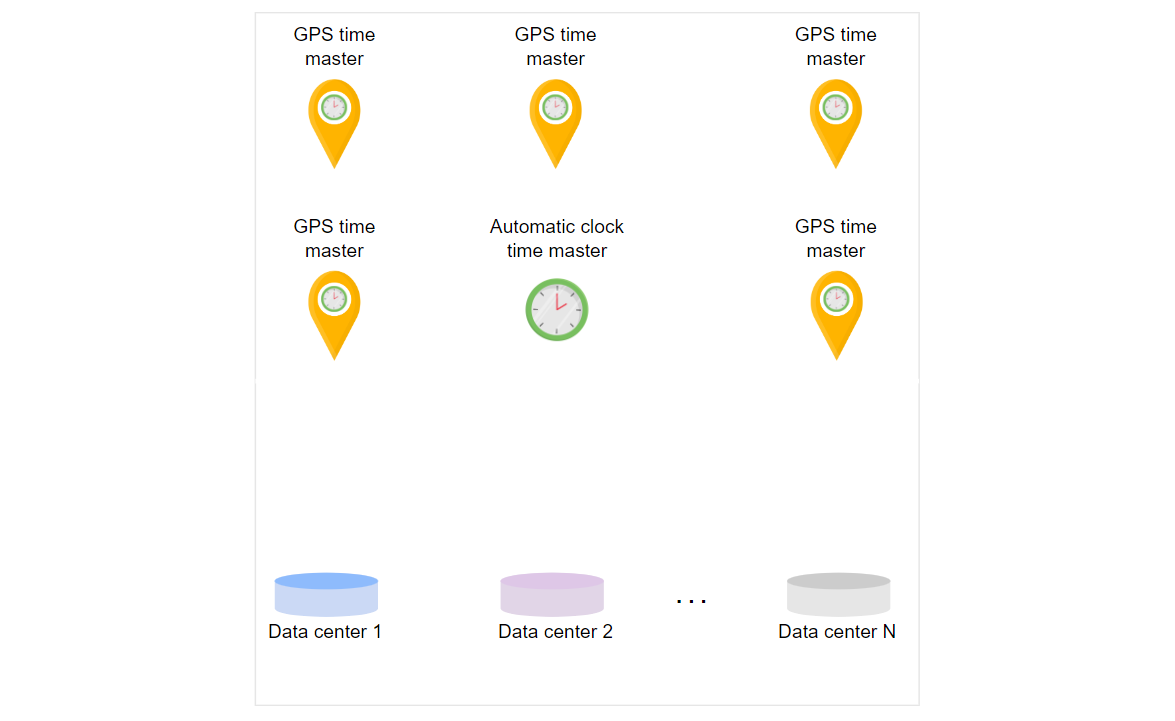 GPS time
master
GPS time
master
GPS time
master
GPS time
master
Automatic clock
time master
GPS time
master
...
Data center 1
Data center 2
Data center N